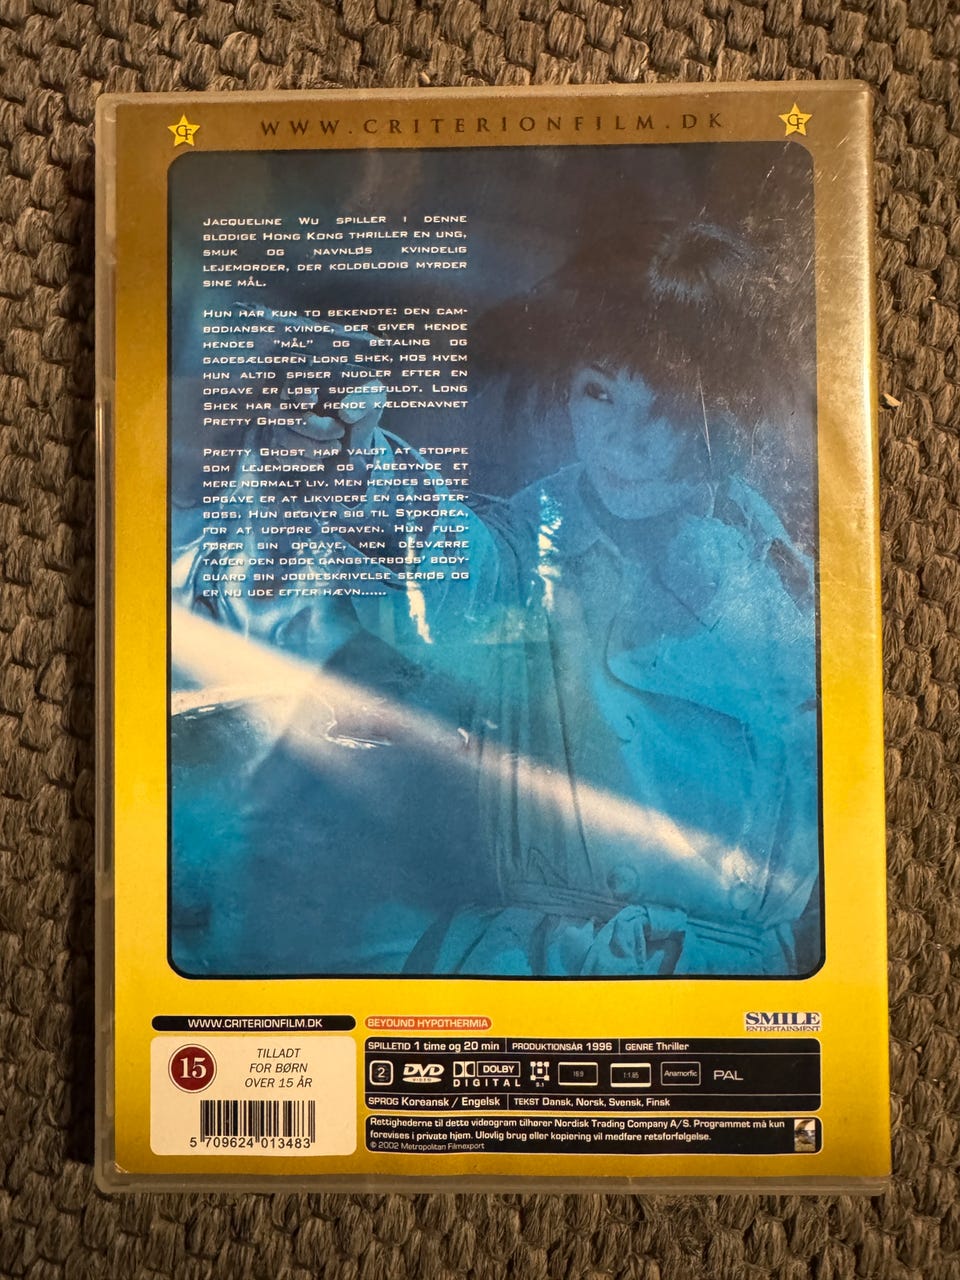 CF WWW.CRITERIONFILM.DK CF
JACQUELINE WU SPILLER I DENNE
BLODIGE HONG KONG THRILLER EN UNG,
SMUK OG NAVNLØS KVINDELIG
LEJEMORDER, DER KOLDBLODIG MYRDER
SINE MÅL.
HUN HAR KUN TO BEKENDTE: DEN CAM-
BODIANSKE KVINDE, DER GIVER HENDE
HENDES "MÅL" OG BETALING OG
GADESÆLGEREN LONG SHEK, HOS HVEM
HUN ALTID SPISER NUDLER EFTER EN
OPGAVE ER LØST SUCCESFULDT. LONG
SHEK HAR GIVET HENDE KÆLDENAVNET
PRETTY GHOST.
PRETTY GHOST HAR VALGT AT STOPPE
SOM LEJEMORDER OG PÅBEGYNDE ET
MERE NORMALT LIV. MEN HENDES SIDSTE
OPGAVE ER AT LIKVIDERE EN GANGSTER-
BOSS. HUN BEGIVER SIG TIL SYDKOREA,
FOR AT UDFØRE OPGAVEN. HUN FULD-
FØRER SIN OPGAVE, MEN DESVÆRRE
TAGER DEN DØDE GANGSTERBOSS' BODY-
GUARD SIN JOBBESKRIVELSE SERIØS OG
ER NU UDE EFTER HÆVN......
WWW.CRITERIONFILM.DK
15
TILLADT
FOR BØRN
OVER 15 ÅR
5 709624 013483
BEYOUND HYPOTHERMIA
SMILE
ENTERTAINMENT
SPILLETID 1 time og 20 min PRODUKTIONSÅR 1996 GENRE Thriller
2 DVD VIDEO DOLBY DIGITAL 5.1 16:9 1:1.85 Anamorfic PAL
SPROG Koreansk / Engelsk TEKST Dansk, Norsk, Svensk, Finsk
Rettighederne til dette videogram tilhører Nordisk Trading Company A/S. Programmet må kun
forevises i private hjem. Ulovlig brug eller kopiering vil medføre retsforfølgelse.
© 2002 Metropolitan Filmexport